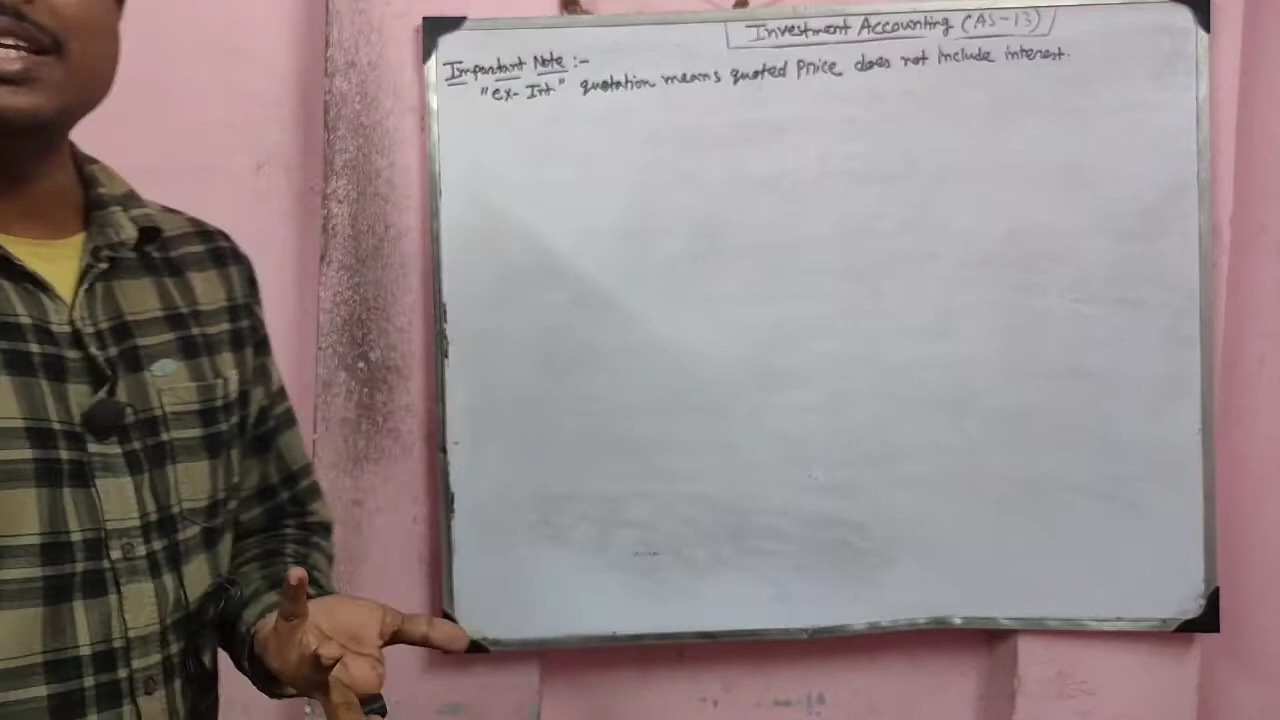 Investment Accounting (AS-13)
Important Note :-
"ex-Int" quotation means quoted Price does not include interest.